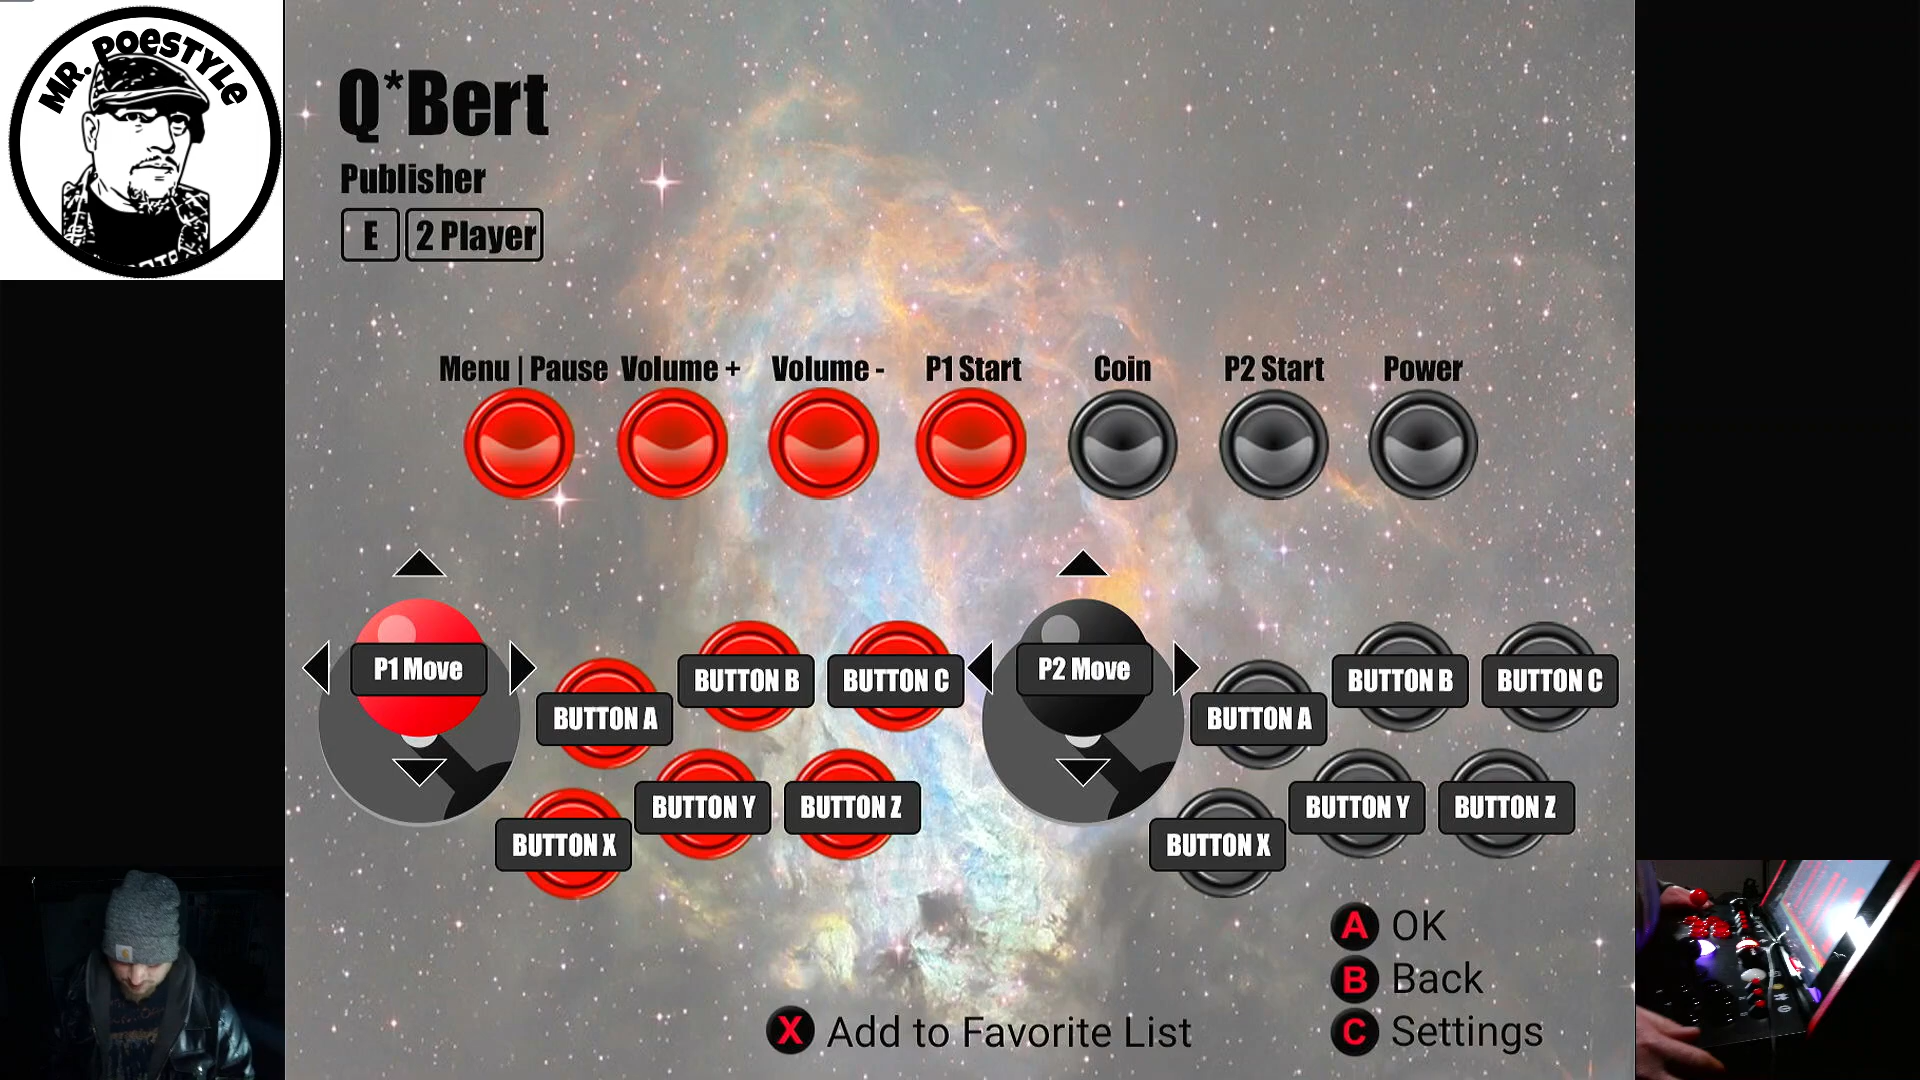 MR. POESTYLE
Q*Bert
Publisher
E 2 Player
Menu | Pause Volume + Volume - P1 Start Coin P2 Start Power
P1 Move BUTTON A BUTTON B BUTTON C
BUTTON X BUTTON Y BUTTON Z
P2 Move BUTTON A BUTTON B BUTTON C
BUTTON X BUTTON Y BUTTON Z
A OK
B Back
X Add to Favorite List
C Settings